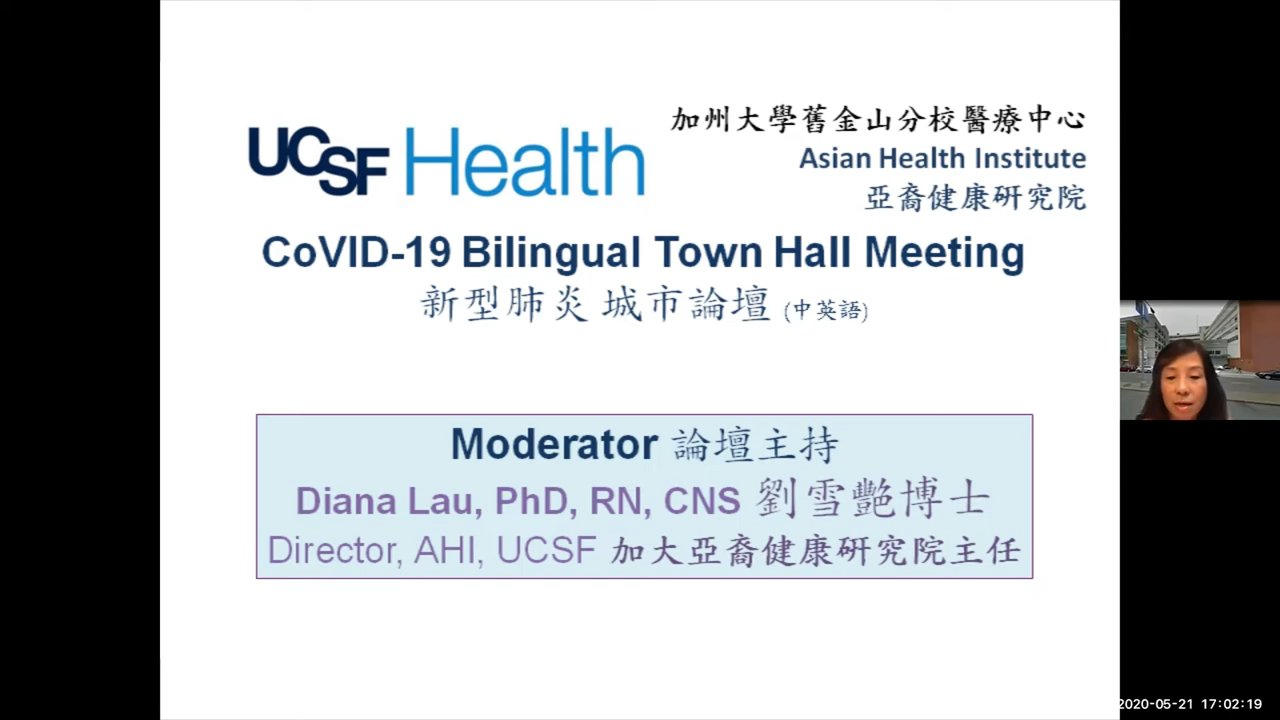 UCSF Health
加州大學舊金山分校醫療中心
Asian Health Institute
亞裔健康研究院
CoVID-19 Bilingual Town Hall Meeting
新型肺炎 城市論壇 (中英語)
Moderator 論壇主持
Diana Lau, PhD, RN, CNS 劉雪艷博士
Director, AHI, UCSF 加大亞裔健康研究院主任
2020-05-21 17:02:19